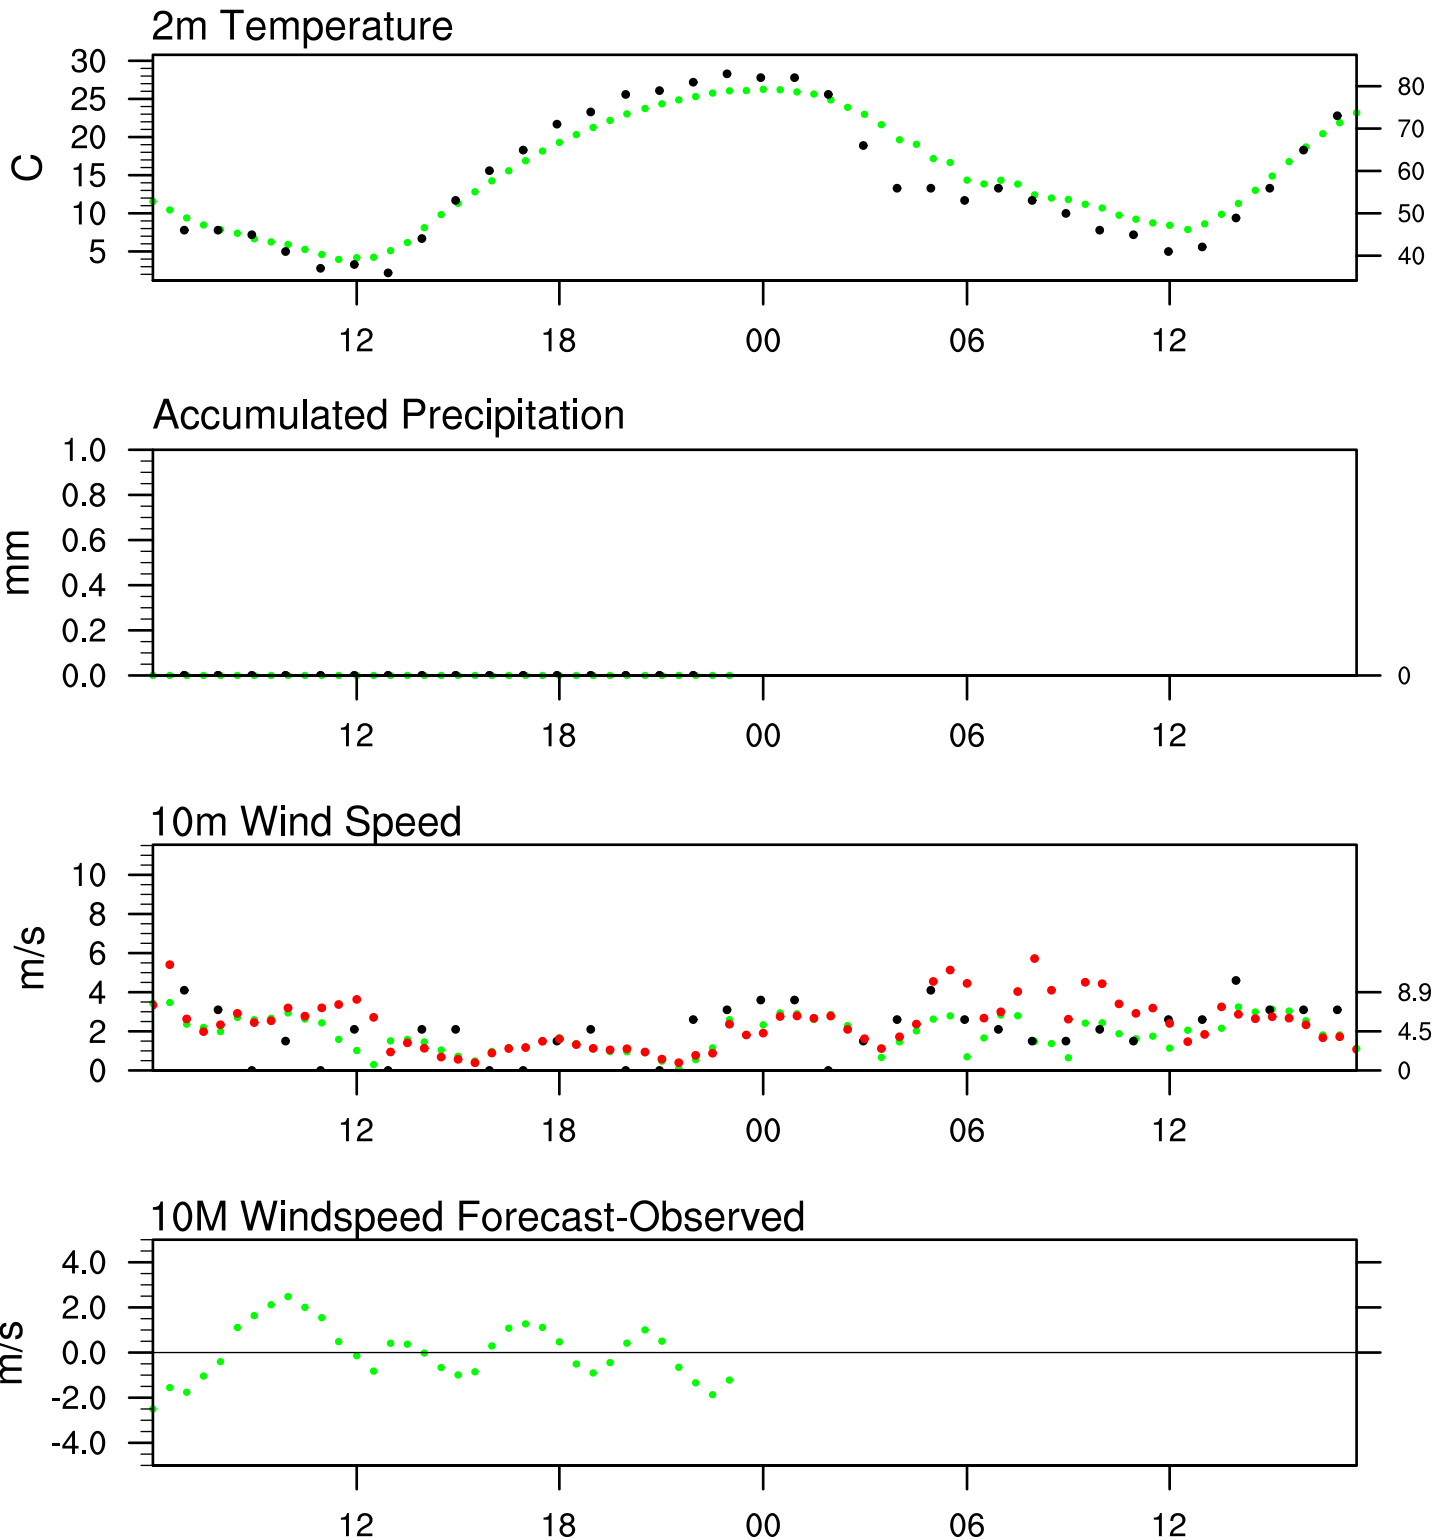 2m Temperature
30
25
20
15
10
5
C
80
70
60
50
40
12 18 00 06 12
Accumulated Precipitation
1.0
0.8
0.6
0.4
0.2
0.0
mm
0
12 18 00 06 12
10m Wind Speed
10
8
6
4
2
0
m/s
8.9
4.5
0
12 18 00 06 12
10M Windspeed Forecast-Observed
4.0
2.0
0.0
-2.0
-4.0
m/s
12 18 00 06 12